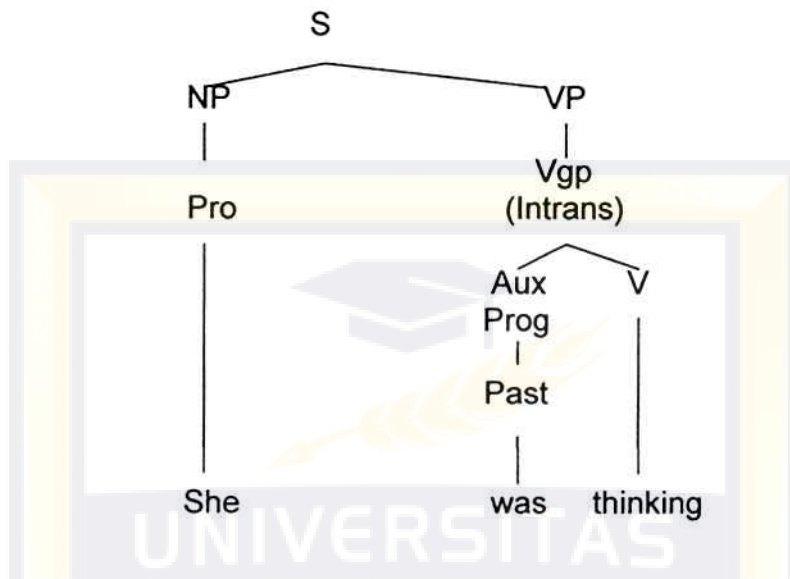 S
NP VP
Vgp
Pro (Intrans)
Aux V
Prog
Past
She was thinking
UNIVERSITAS